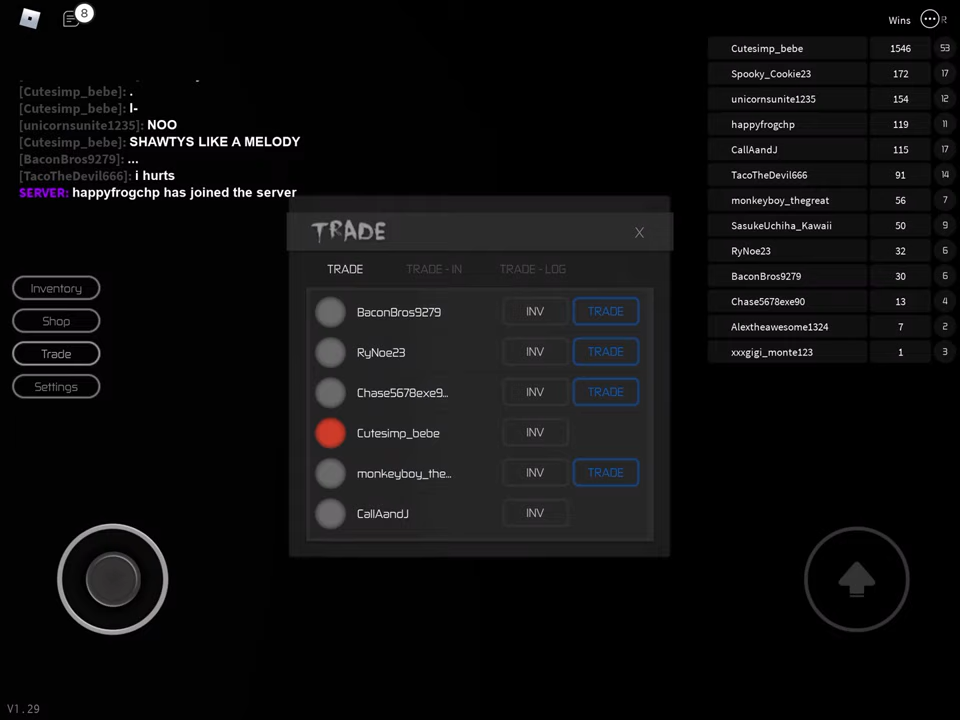 8
Wins
[Cutesimp_bebe]: .
[Cutesimp_bebe]: I-
[unicornsunite1235]: NOO
[Cutesimp_bebe]: SHAWTYS LIKE A MELODY
[BaconBros9279]: ...
[TacoTheDevil666]: i hurts
SERVER: happyfrogchp has joined the server
Cutesimp_bebe 1546 53
Spooky_Cookie23 172 17
unicornsunite1235 154 12
happyfrogchp 119 11
CallAandJ 115 17
TacoTheDevil666 91 14
monkeyboy_thegreat 56 7
SasukeUchiha_Kawaii 50 9
RyNoe23 32 6
BaconBros9279 30 6
Chase5678exe90 13 4
Alextheawesome1324 7 2
xxxgigi_monte123 1 3
Inventory
Shop
Trade
Settings
TRADE X
TRADE TRADE - IN TRADE - LOG
BaconBros9279 INV TRADE
RyNoe23 INV TRADE
Chase5678exe9... INV TRADE
Cutesimp_bebe INV
monkeyboy_the... INV TRADE
CallAandJ INV
V1.29